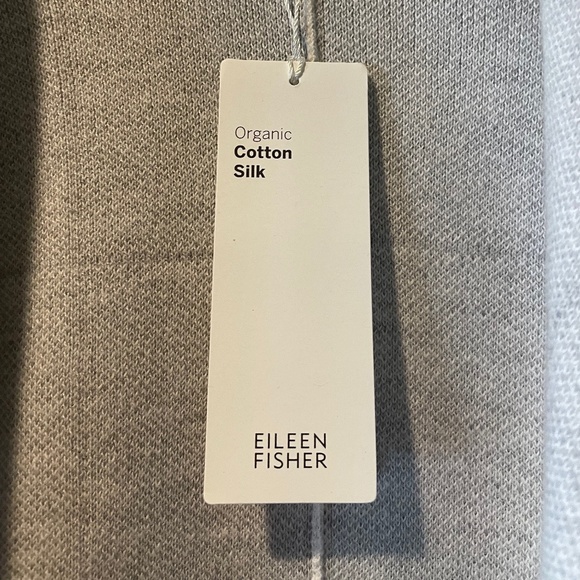 Organic
Cotton
Silk
EILEEN
FISHER